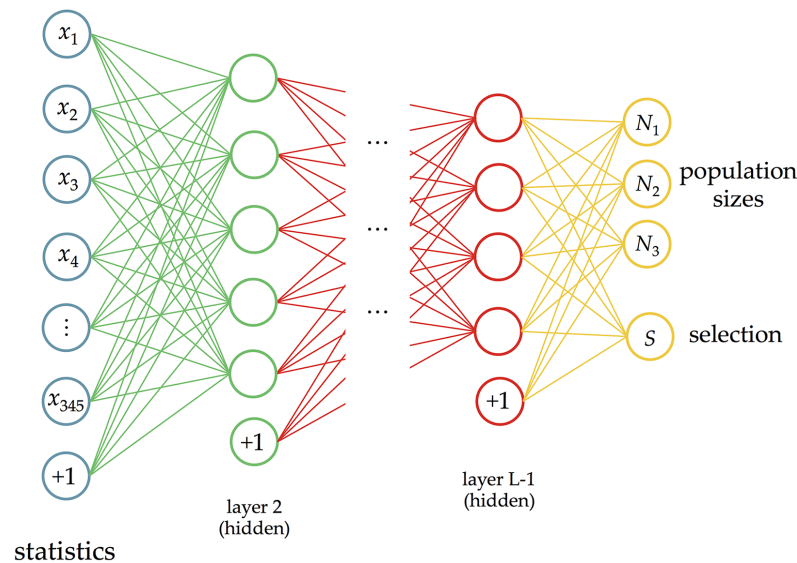 x1
x2
x3
x4
⋮
x345
+1
statistics
+1
layer 2
(hidden)
...
...
...
+1
layer L-1
(hidden)
N1
N2
N3
population
sizes
S
selection